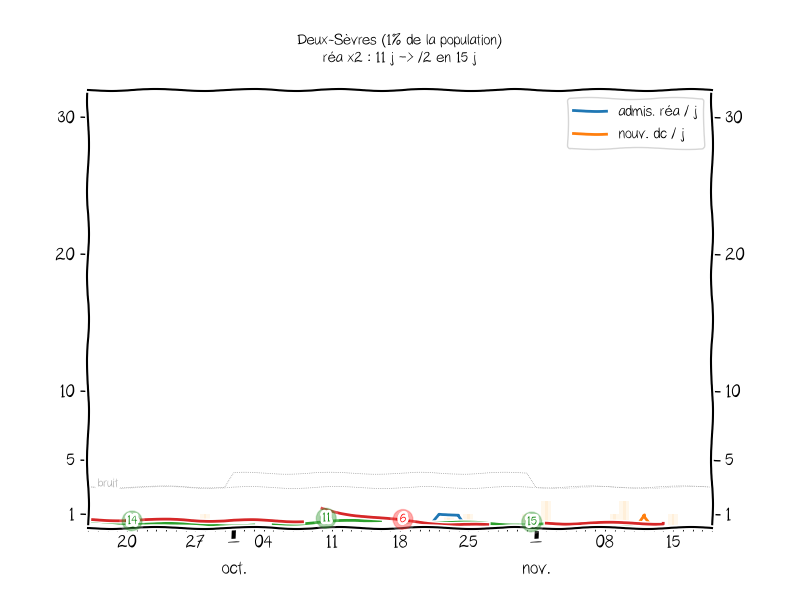 Deux-Sèvres (1% de la population)
réa x2 : 11 j -> /2 en 15 j
admis. réa / j
nouv. dc / j
30
30
20
20
10
10
5
5
bruit
1
1
14
11
6
15
20 27 04 11 18 25 08 15
oct. nov.